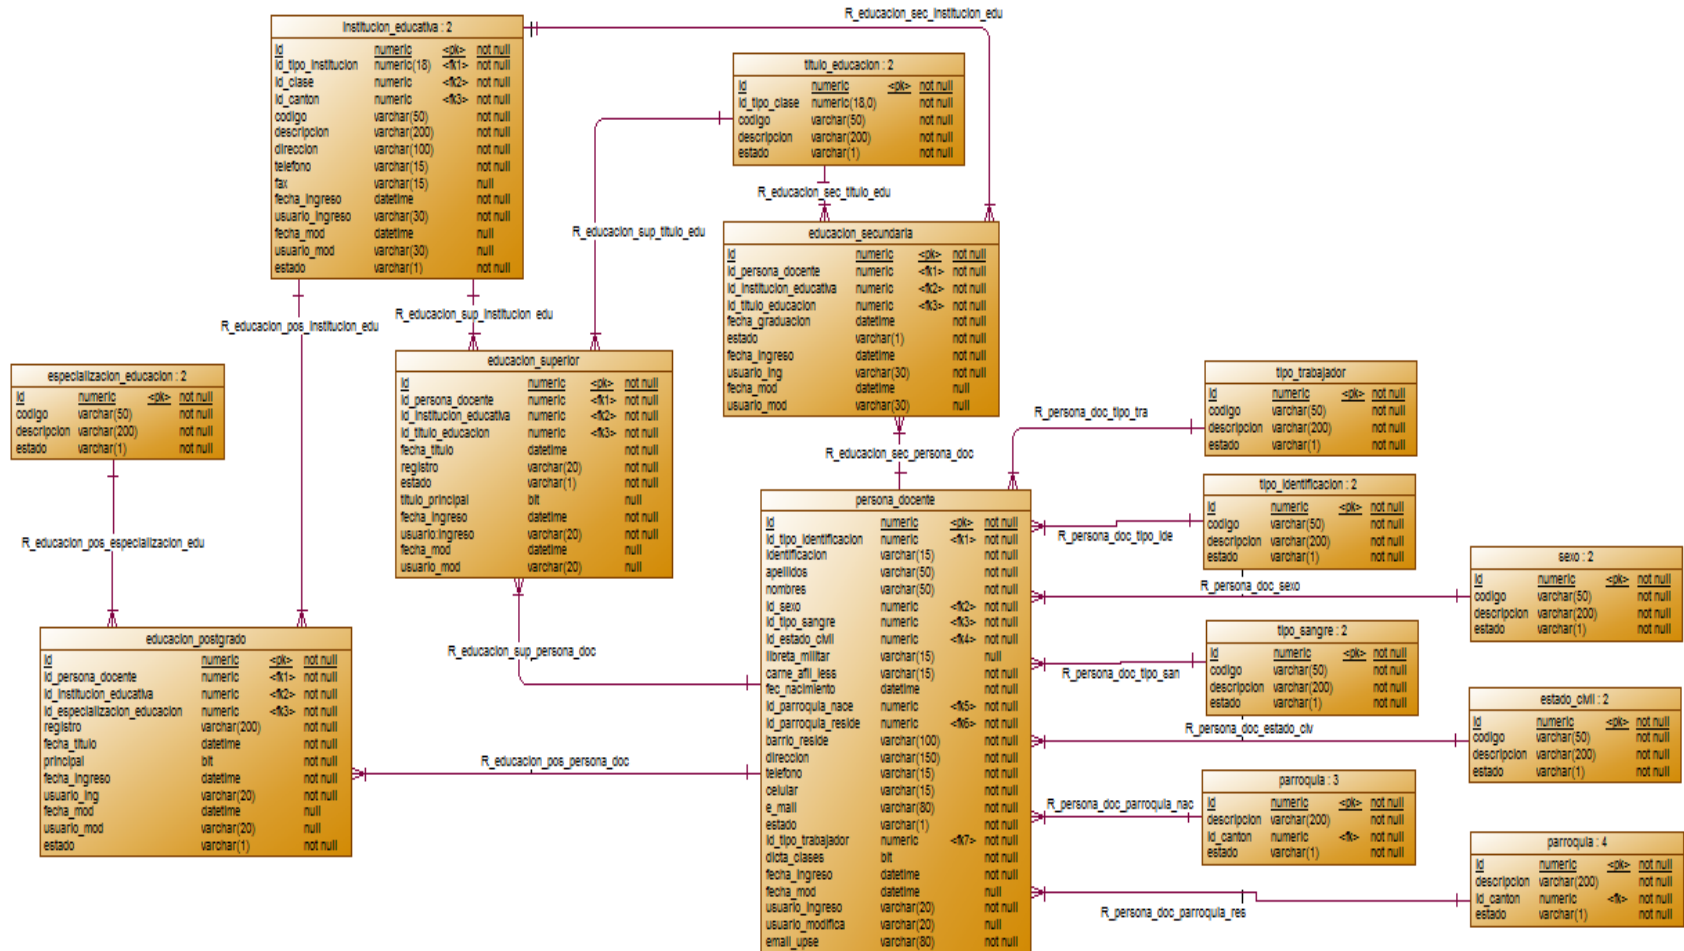 R_educacion_sec_institucion_edu
institucion_educativa : 2
id numeric <pk> not null
id_tipo_institucion numeric(18) <fk1> not null
id_clase numeric <fk2> not null
id_canton numeric <fk3> not null
codigo varchar(50) not null
descripcion varchar(200) not null
direccion varchar(100) not null
telefono varchar(15) not null
fax varchar(15) null
fecha_ingreso datetime not null
usuario_ingreso varchar(30) not null
fecha_mod datetime null
usuario_mod varchar(30) null
estado varchar(1) not null
titulo_educacion : 2
id numeric <pk> not null
id_tipo_clase numeric(18,0) not null
codigo varchar(50) not null
descripcion varchar(200) not null
estado varchar(1) not null
R_educacion_sec_titulo_edu
R_educacion_sup_titulo_edu
educacion_secundaria
id numeric <pk> not null
id_persona_docente numeric <fk1> not null
id_institucion_educativa numeric <fk2> not null
id_titulo_educacion numeric <fk3> not null
fecha_graduacion datetime not null
estado varchar(1) not null
fecha_ingreso datetime not null
usuario_ing varchar(30) not null
fecha_mod datetime null
usuario_mod varchar(30) null
R_educacion_pos_institucion_edu
R_educacion_sup_institucion_edu
educacion_superior
id numeric <pk> not null
id_persona_docente numeric <fk1> not null
id_institucion_educativa numeric <fk2> not null
id_titulo_educacion numeric <fk3> not null
fecha_titulo datetime not null
registro varchar(20) not null
estado varchar(1) not null
titulo_principal bit null
fecha_ingreso datetime not null
usuario:ingreso varchar(20) not null
fecha_mod datetime null
usuario_mod varchar(20) null
especializacion_educacion : 2
id numeric <pk> not null
codigo varchar(50) not null
descripcion varchar(200) not null
estado varchar(1) not null
R_educacion_pos_especializacion_edu
R_educacion_sec_persona_doc
R_persona_doc_tipo_tra
tipo_trabajador
id numeric <pk> not null
codigo varchar(50) not null
descripcion varchar(200) not null
estado varchar(1) not null
persona_docente
id numeric <pk> not null
id_tipo_identificacion numeric <fk1> not null
identificacion varchar(15) not null
apellidos varchar(50) not null
nombres varchar(50) not null
id_sexo numeric <fk2> not null
id_tipo_sangre numeric <fk3> not null
id_estado_civil numeric <fk4> not null
libreta_militar varchar(15) null
carne_afil_iess varchar(15) not null
fec_nacimiento datetime not null
id_parroquia_nace numeric <fk5> not null
id_parroquia_reside numeric <fk6> not null
barrio_reside varchar(100) not null
direccion varchar(150) not null
telefono varchar(15) not null
celular varchar(15) not null
e_mail varchar(80) not null
estado varchar(1) not null
id_tipo_trabajador numeric <fk7> not null
dicta_clases bit not null
fecha_ingreso datetime not null
fecha_mod datetime null
usuario_ingreso varchar(20) not null
usuario_modifica varchar(20) null
email_upse varchar(80) not null
tipo_identificacion : 2
id numeric <pk> not null
codigo varchar(50) not null
descripcion varchar(200) not null
estado varchar(1) not null
R_persona_doc_tipo_ide
sexo : 2
id numeric <pk> not null
codigo varchar(50) not null
descripcion varchar(200) not null
estado varchar(1) not null
R_persona_doc_sexo
tipo_sangre : 2
id numeric <pk> not null
codigo varchar(50) not null
descripcion varchar(200) not null
estado varchar(1) not null
R_persona_doc_tipo_san
estado_civil : 2
id numeric <pk> not null
codigo varchar(50) not null
descripcion varchar(200) not null
estado varchar(1) not null
R_persona_doc_estado_civ
parroquia : 3
id numeric <pk> not null
descripcion varchar(200) not null
id_canton numeric <fk> not null
estado varchar(1) not null
R_persona_doc_parroquia_nac
parroquia : 4
id numeric <pk> not null
descripcion varchar(200) not null
id_canton numeric <fk> not null
estado varchar(1) not null
R_persona_doc_parroquia_res
educacion_postgrado
id numeric <pk> not null
id_persona_docente numeric <fk1> not null
id_institucion_educativa numeric <fk2> not null
id_especializacion_educacion numeric <fk3> not null
registro varchar(200) not null
fecha_titulo datetime not null
principal bit not null
fecha_ingreso datetime not null
usuario_ing varchar(20) not null
fecha_mod datetime null
usuario_mod varchar(20) null
estado varchar(1) not null
R_educacion_sup_persona_doc
R_educacion_pos_persona_doc